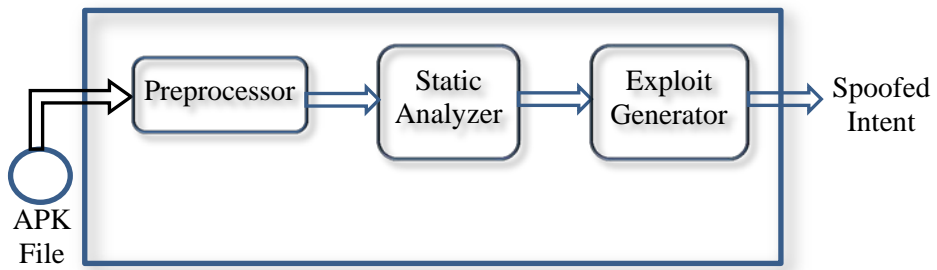 APK
File
Preprocessor
Static
Analyzer
Exploit
Generator
Spoofed
Intent